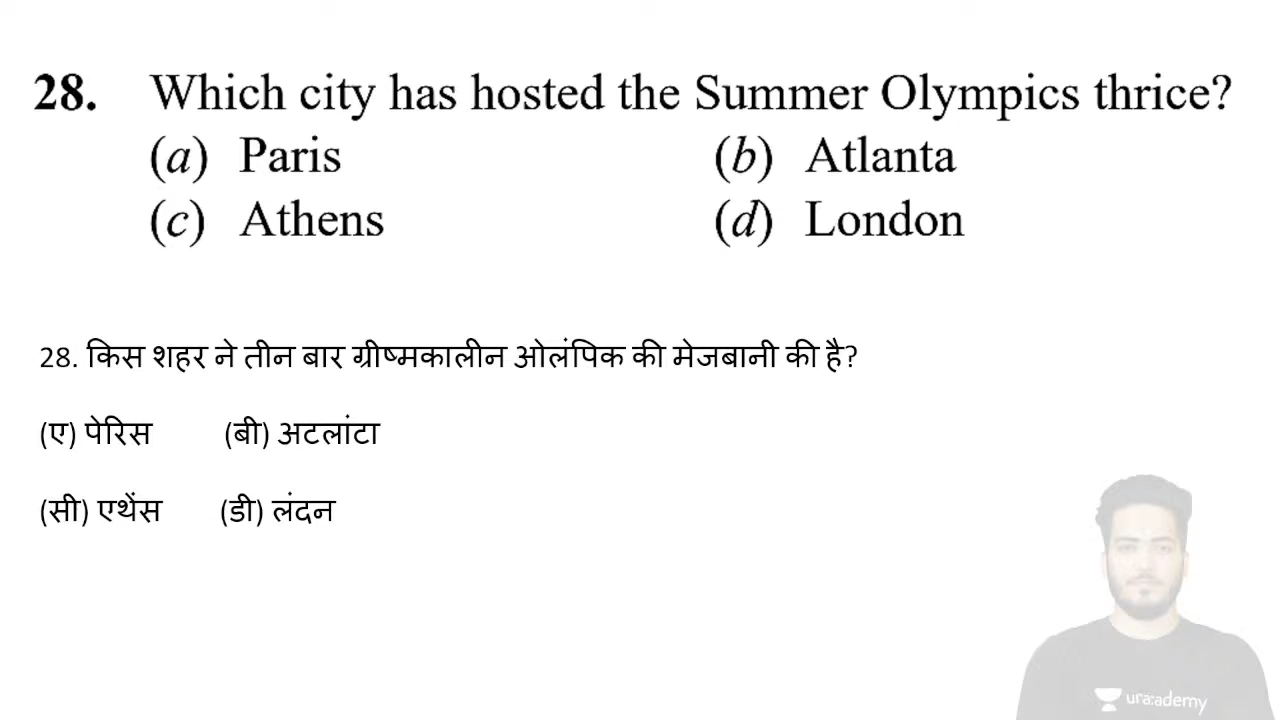 28. Which city has hosted the Summer Olympics thrice?
(a) Paris (b) Atlanta
(c) Athens (d) London
28. किस शहर ने तीन बार ग्रीष्मकालीन ओलंपिक की मेजबानी की है?
(ए) पेरिस (बी) अटलांटा
(सी) एथेंस (डी) लंदन